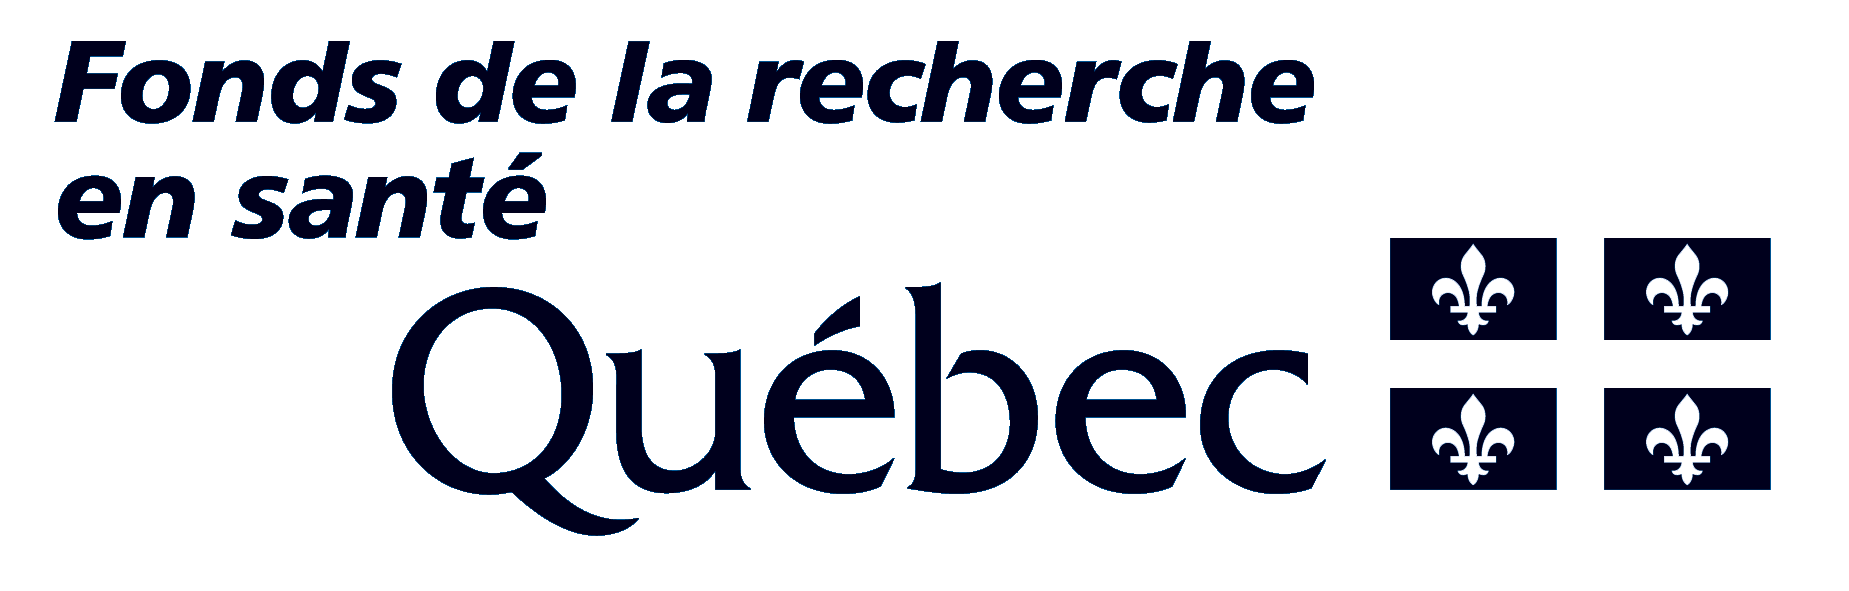 Fonds de la recherche
en santé
Québec